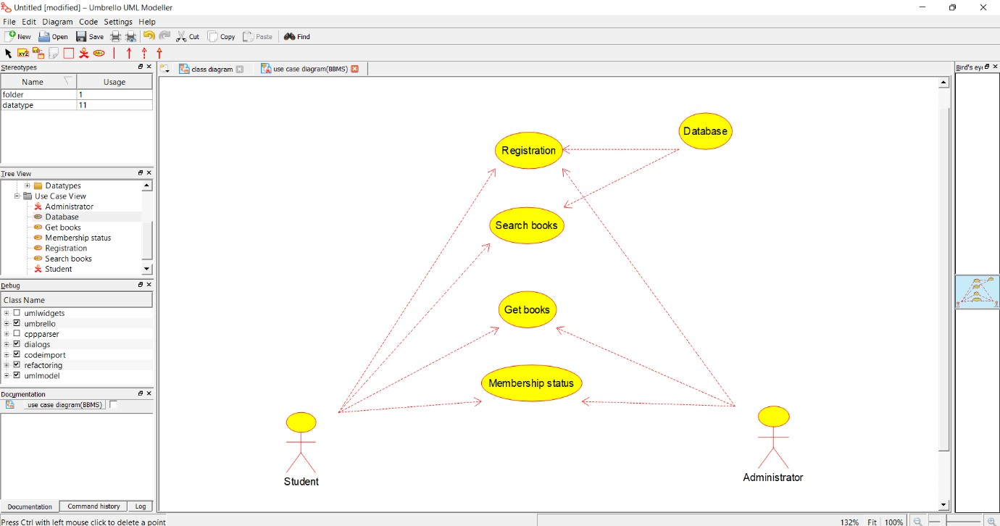 Untitled [modified] – Umbrello UML Modeller
File Edit Diagram Code Settings Help
New Open Save Cut Copy Paste Find
XYZ ABC
Stereotypes
Name Usage
folder 1
datatype 11
Tree View
Datatypes
Use Case View
Administrator
Database
Get books
Membership status
Registration
Search books
Student
Debug
Class Name
umlwidgets
umbrello
cppparser
dialogs
codeimport
refactoring
umlmodel
Documentation
use case diagram(BBMS)
Documentation Command history Log
Press Ctrl with left mouse click to delete a point
class diagram use case diagram(BBMS)
Database
Registration
Search books
Get books
Membership status
Student
Administrator
Bird's ey
132% Fit 100%